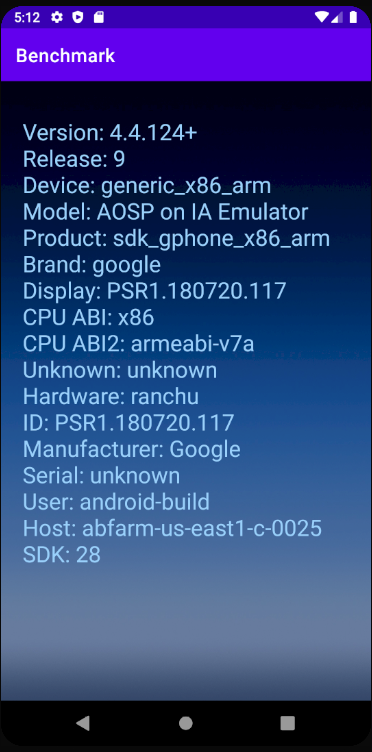 5:12
Benchmark
Version: 4.4.124+
Release: 9
Device: generic_x86_arm
Model: AOSP on IA Emulator
Product: sdk_gphone_x86_arm
Brand: google
Display: PSR1.180720.117
CPU ABI: x86
CPU ABI2: armeabi-v7a
Unknown: unknown
Hardware: ranchu
ID: PSR1.180720.117
Manufacturer: Google
Serial: unknown
User: android-build
Host: abfarm-us-east1-c-0025
SDK: 28